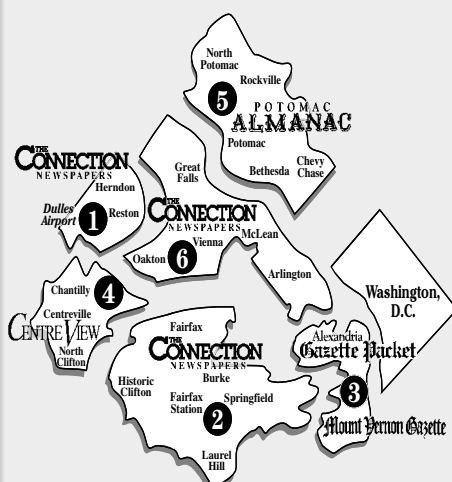 North
Potomac
Rockville
5
POTOMAC
ALMANAC
Potomac
Bethesda
Chevy
Chase
THE
CONNECTION
NEWSPAPERS
Herndon
Dulles
Airport
1
Reston
Great
Falls
THE
CONNECTION
NEWSPAPERS
Vienna
McLean
Oakton
6
Arlington
Chantilly
4
Centreville
CENTRE VIEW
North
Clifton
Washington,
D.C.
Fairfax
THE
CONNECTION
NEWSPAPERS
Burke
Historic
Clifton
Fairfax
Station
Springfield
2
Laurel
Hill
Alexandria
Gazette Packet
3
Mount Vernon Gazette